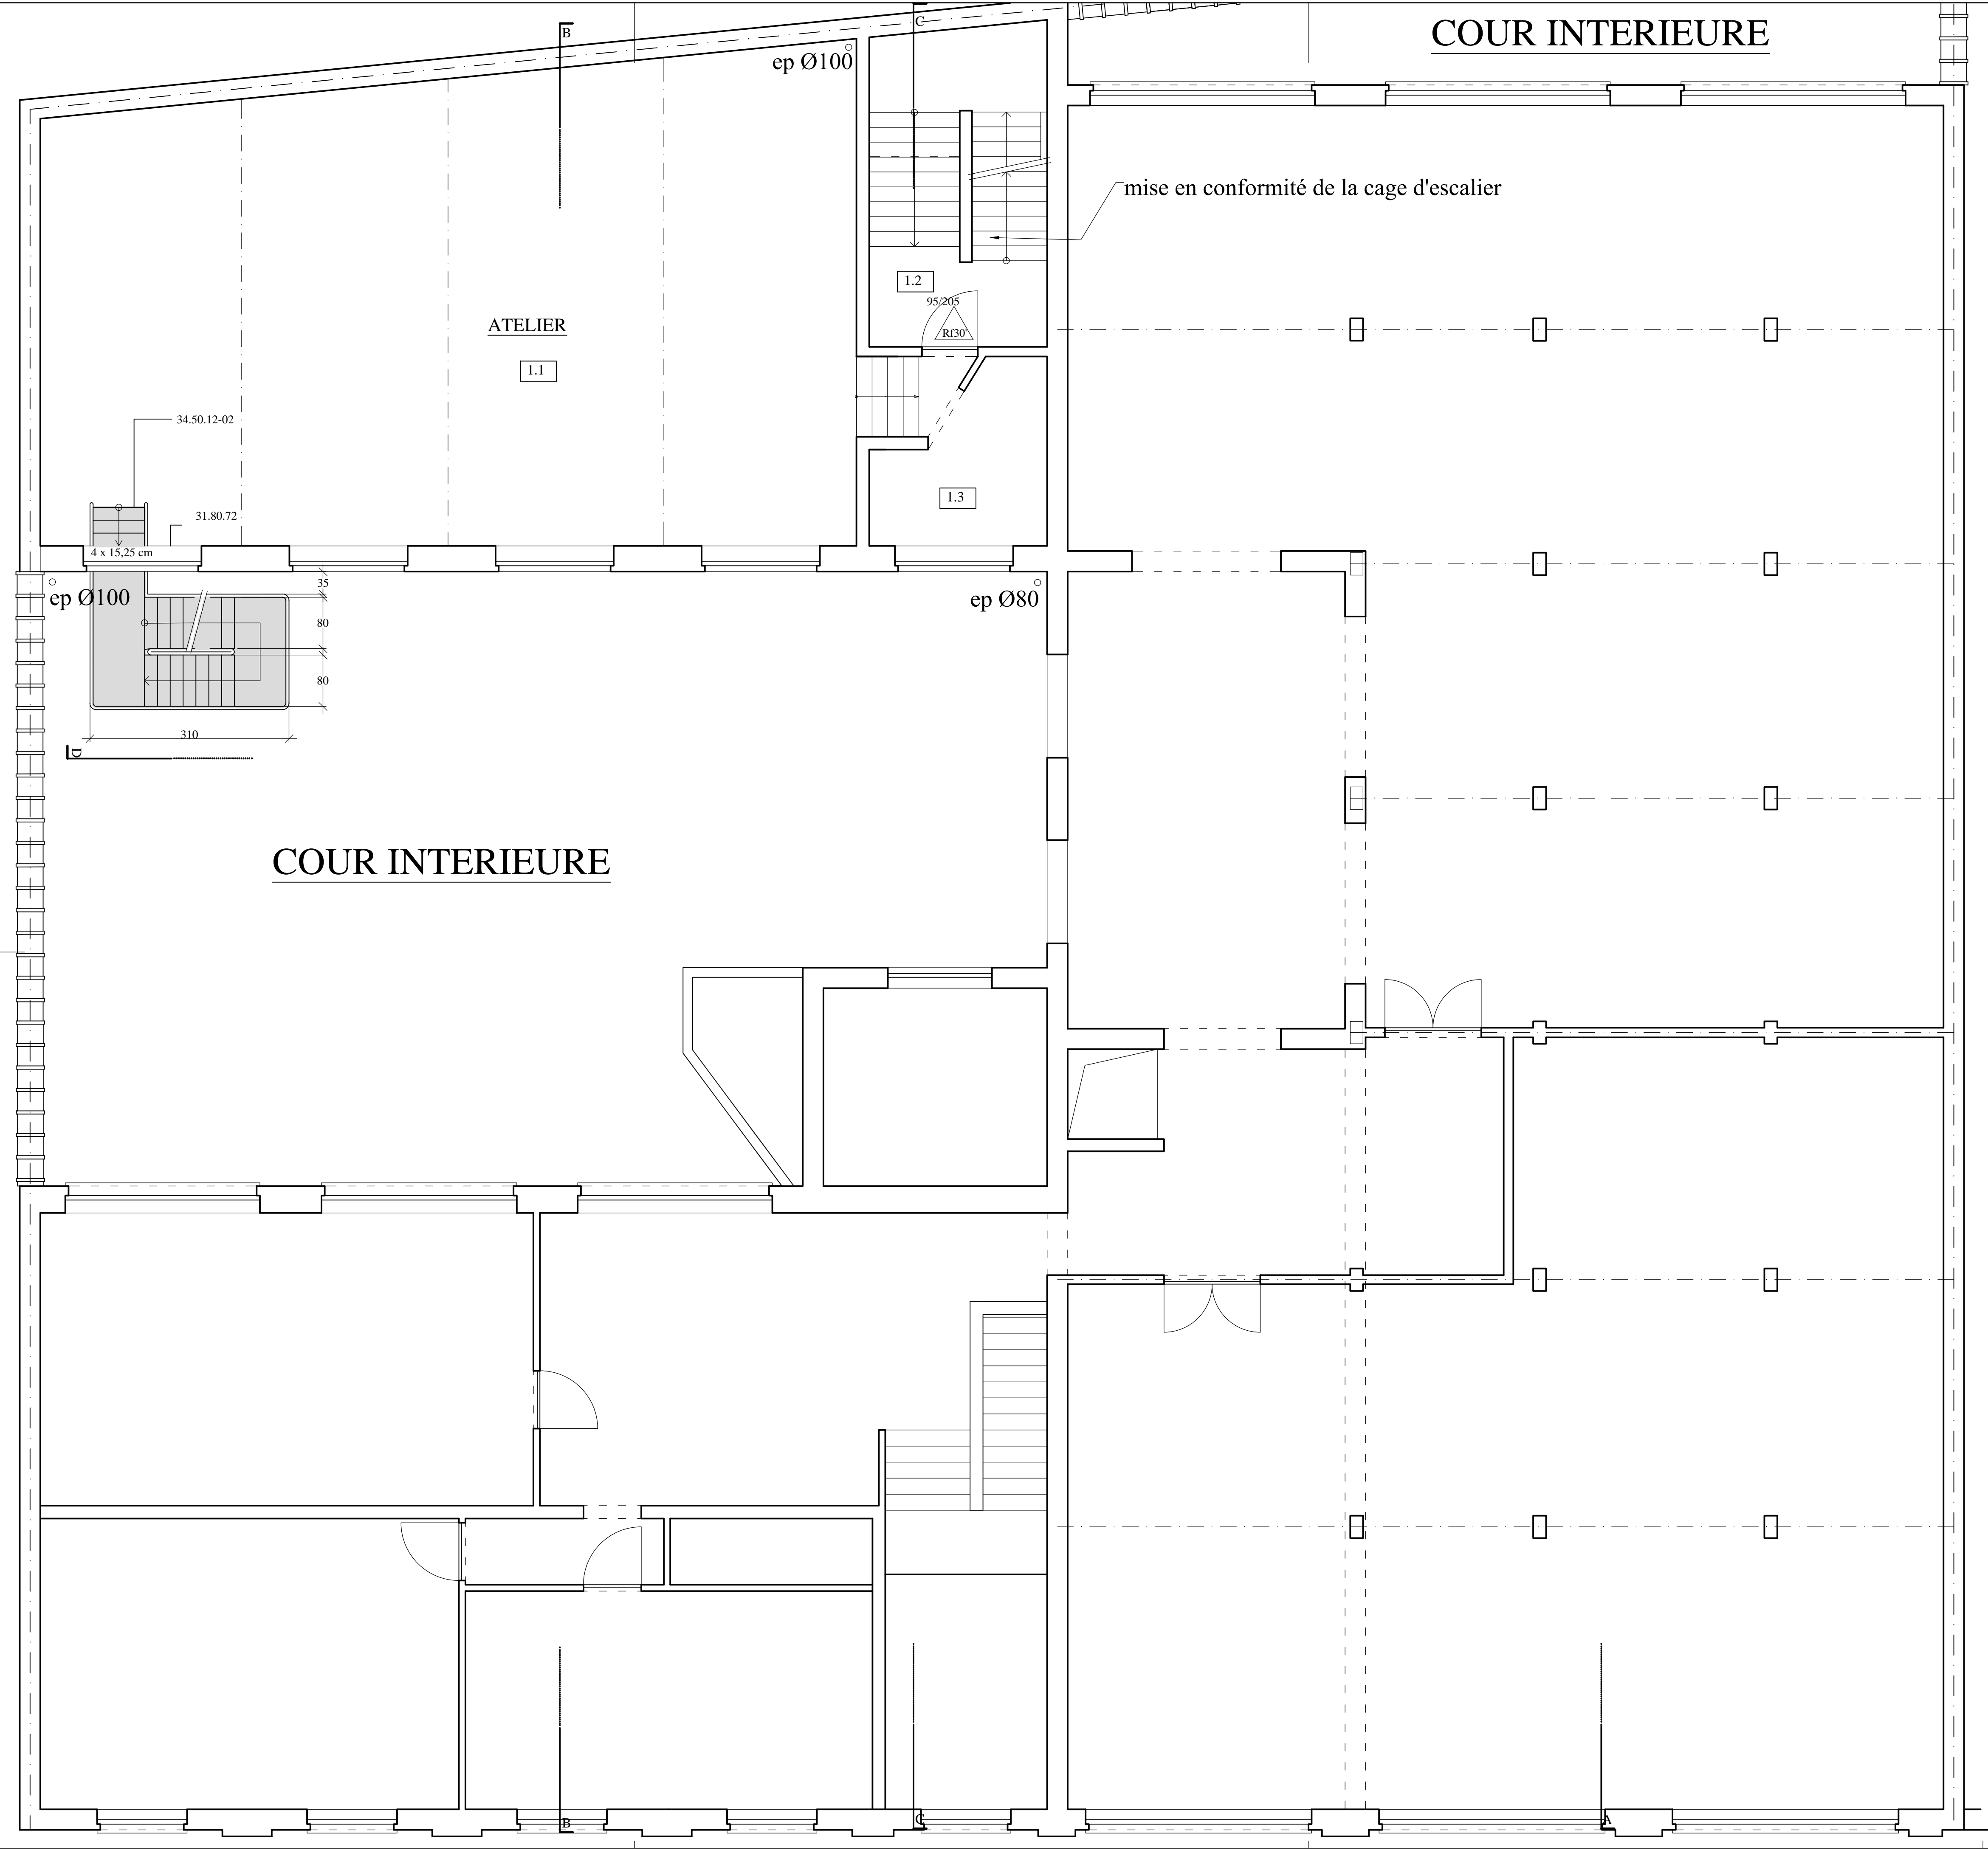 COUR INTERIEURE
C
B
ep Ø100
mise en conformité de la cage d'escalier
1.2
95/205
Rf30'
ATELIER
1.1
34.50.12-02
1.3
31.80.72
4 x 15,25 cm
35
ep Ø100
ep Ø80
80
80
310
D
COUR INTERIEURE
B
C
A